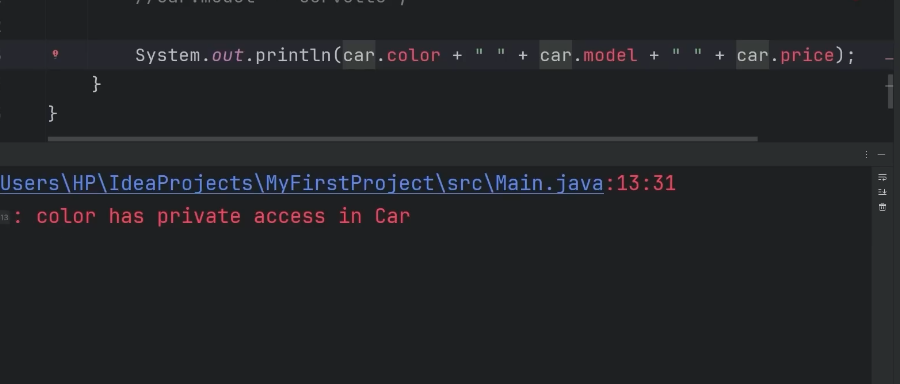 System.out.println(car.color + " " + car.model + " " + car.price);
}
}
Users\HP\IdeaProjects\MyFirstProject\src\Main.java:13:31
13 : color has private access in Car